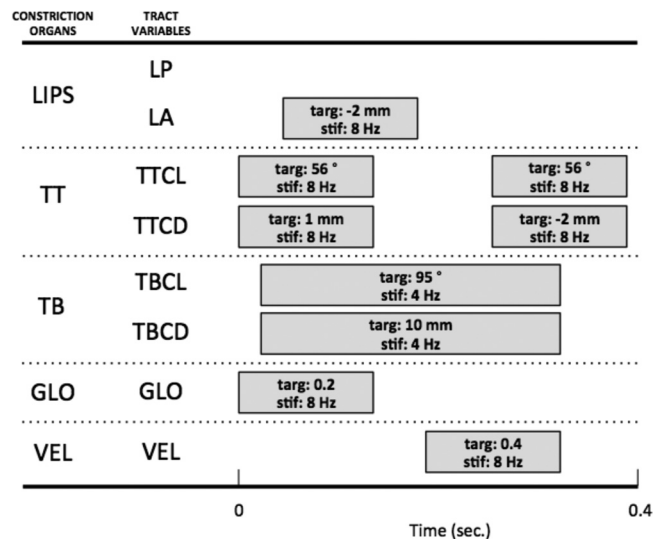 CONSTRICTION ORGANS
TRACT VARIABLES
LIPS
LP
LA
targ: -2 mm
stif: 8 Hz
TT
TTCL
targ: 56 °
stif: 8 Hz
targ: 56 °
stif: 8 Hz
TTCD
targ: 1 mm
stif: 8 Hz
targ: -2 mm
stif: 8 Hz
TB
TBCL
targ: 95 °
stif: 4 Hz
TBCD
targ: 10 mm
stif: 4 Hz
GLO
GLO
targ: 0.2
stif: 8 Hz
VEL
VEL
targ: 0.4
stif: 8 Hz
0
0.4
Time (sec.)